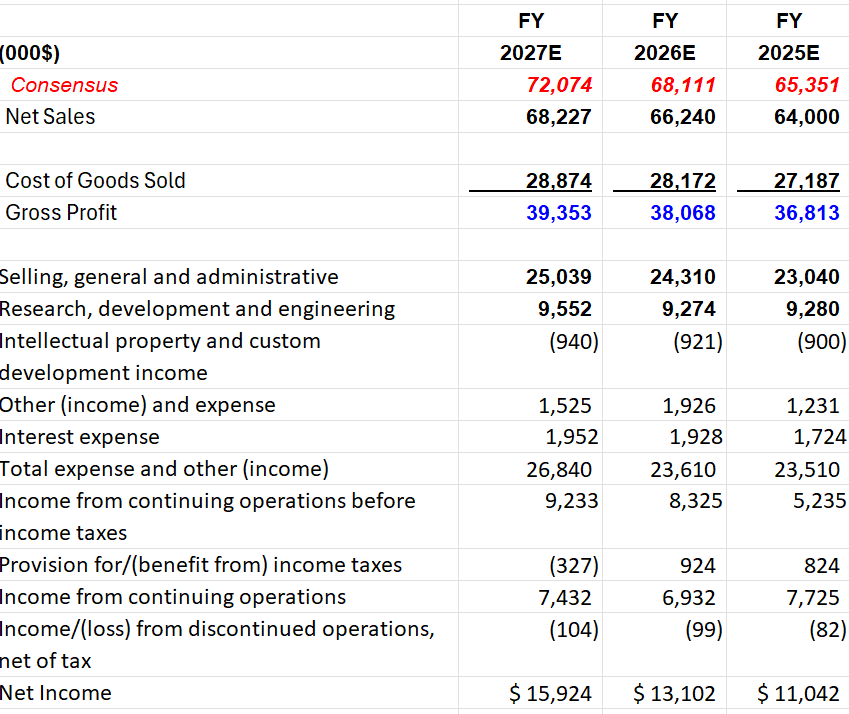 FY FY FY
(000$) 2027E 2026E 2025E
Consensus 72,074 68,111 65,351
Net Sales 68,227 66,240 64,000
Cost of Goods Sold 28,874 28,172 27,187
Gross Profit 39,353 38,068 36,813
Selling, general and administrative 25,039 24,310 23,040
Research, development and engineering 9,552 9,274 9,280
Intellectual property and custom (940) (921) (900)
development income
Other (income) and expense 1,525 1,926 1,231
Interest expense 1,952 1,928 1,724
Total expense and other (income) 26,840 23,610 23,510
Income from continuing operations before 9,233 8,325 5,235
income taxes
Provision for/(benefit from) income taxes (327) 924 824
Income from continuing operations 7,432 6,932 7,725
Income/(loss) from discontinued operations, (104) (99) (82)
net of tax
Net Income $ 15,924 $ 13,102 $ 11,042